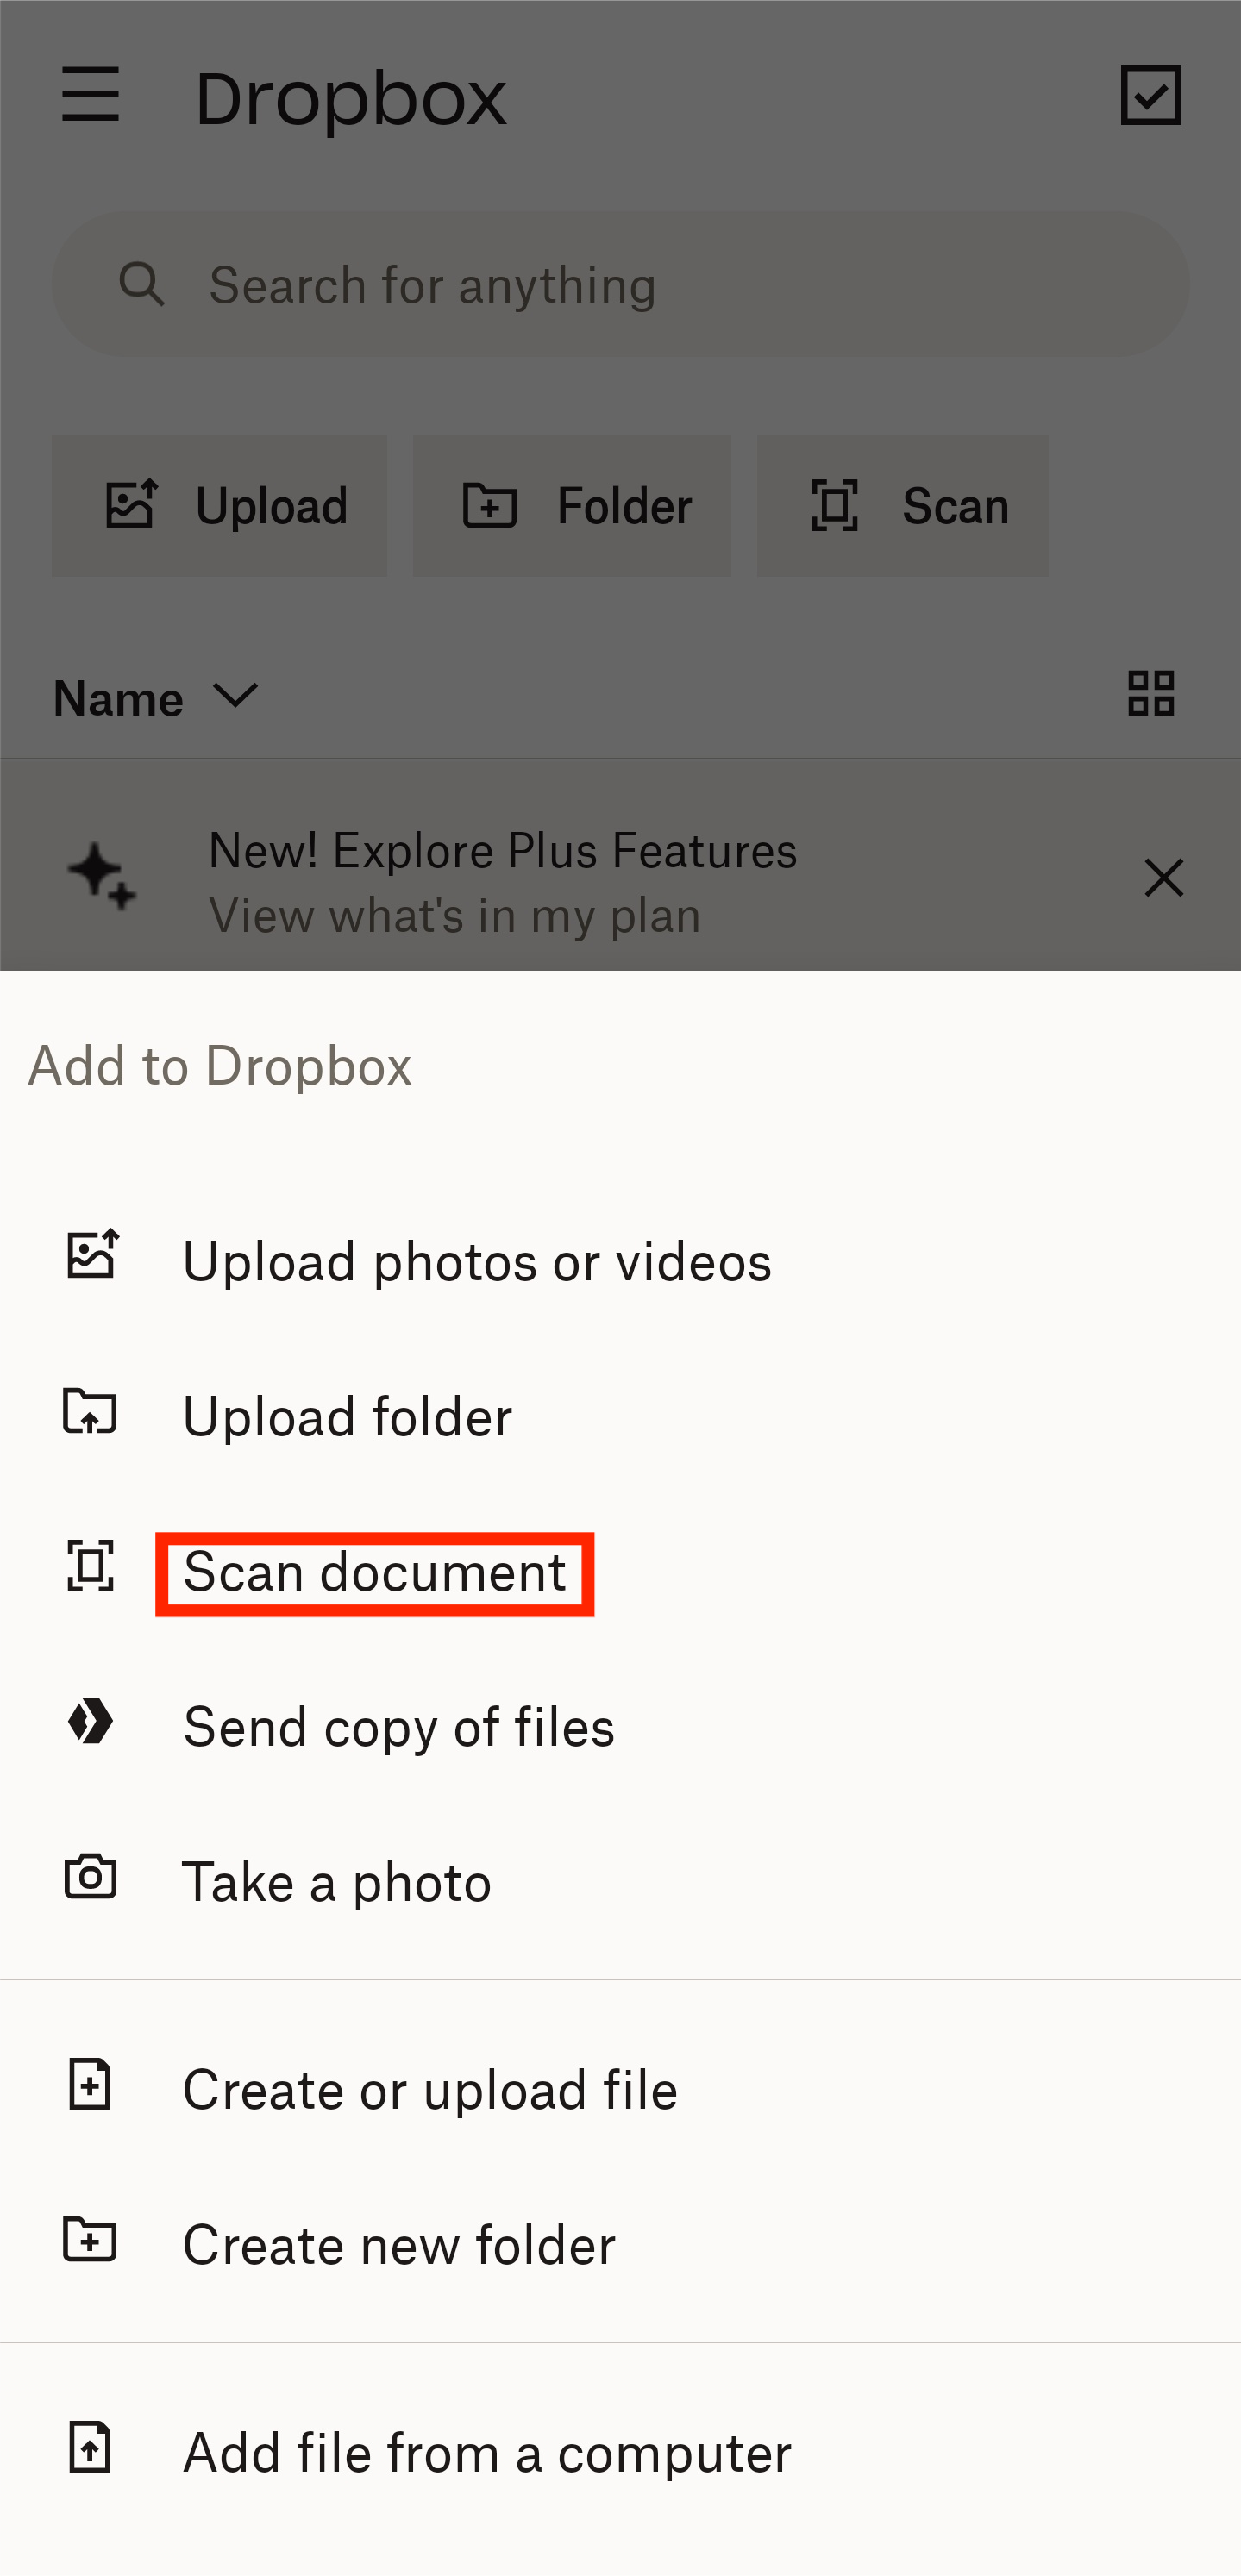 Dropbox
Search for anything
Upload
Folder
Scan
Name
New! Explore Plus Features
View what's in my plan
Add to Dropbox
Upload photos or videos
Upload folder
Scan document
Send copy of files
Take a photo
Create or upload file
Create new folder
Add file from a computer